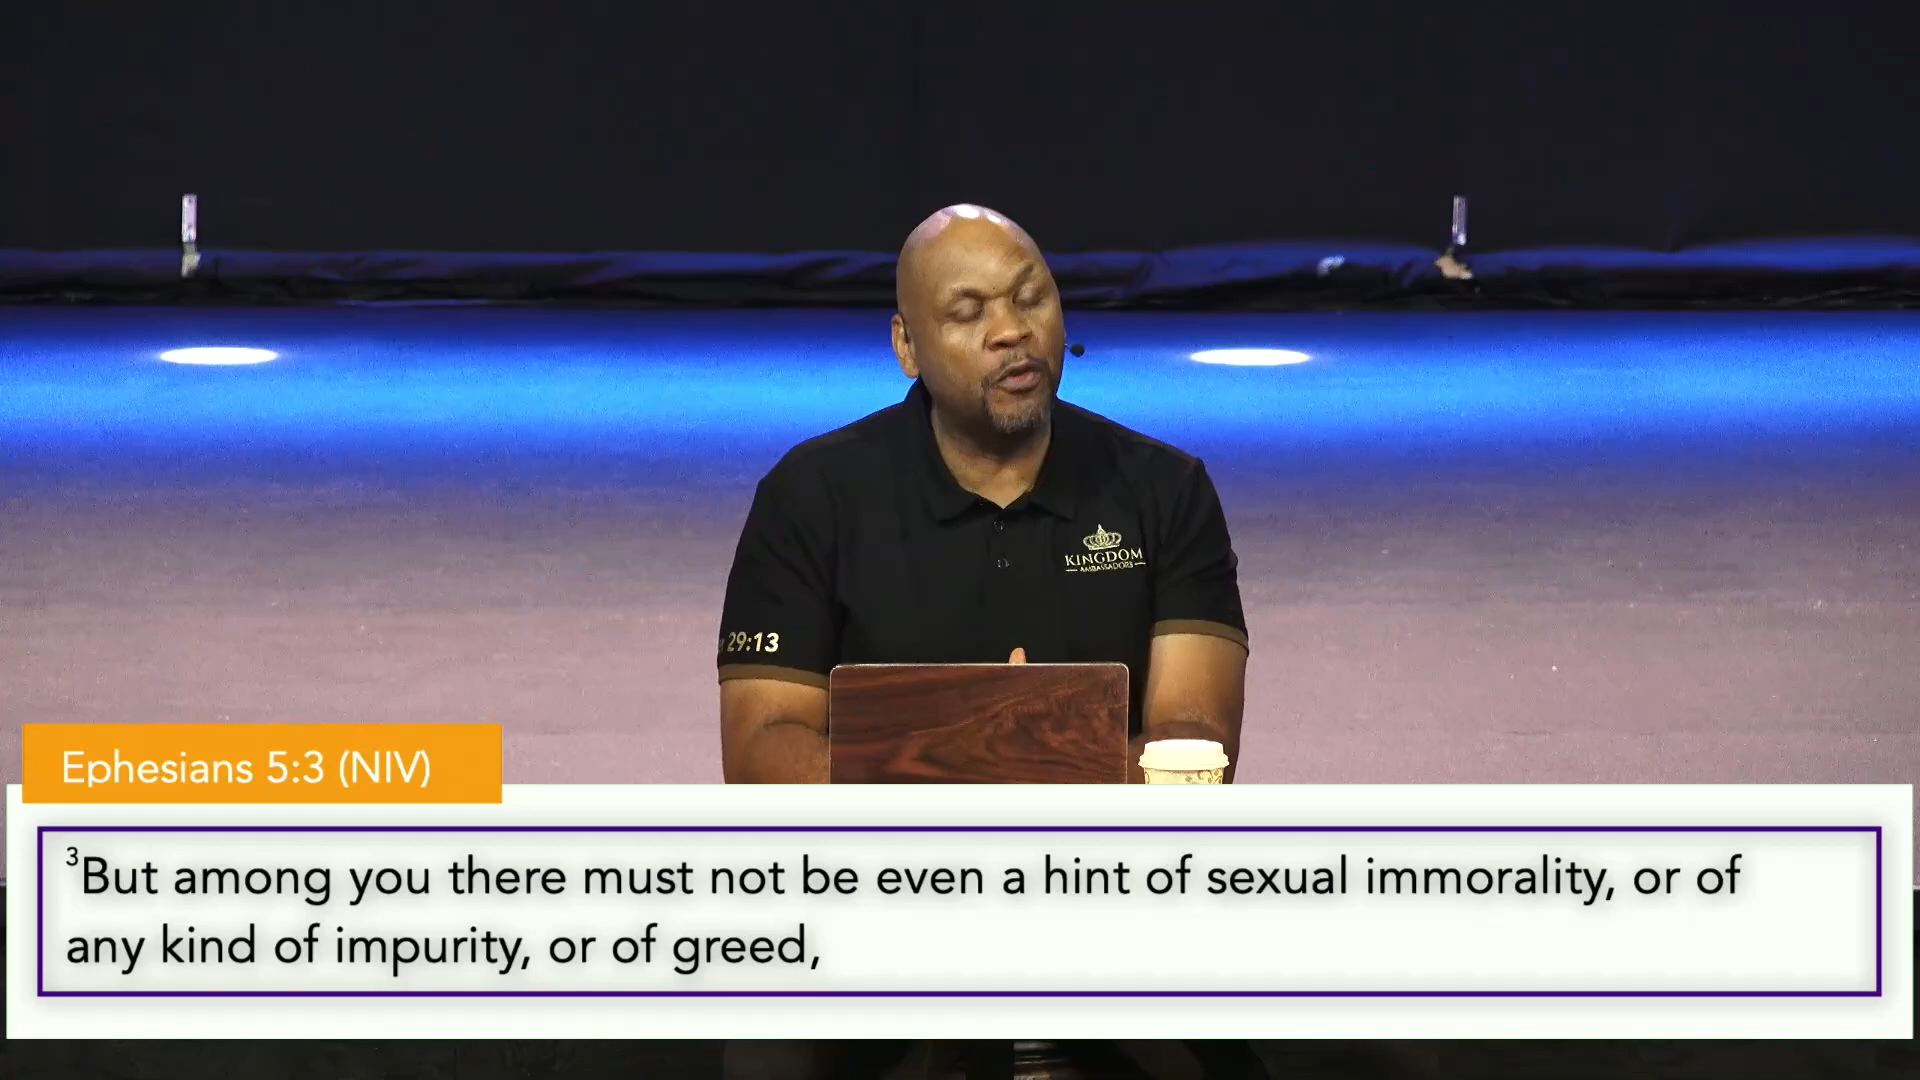 KINGDOM
AMBASSADORS
29:13
Ephesians 5:3 (NIV)
3But among you there must not be even a hint of sexual immorality, or of
any kind of impurity, or of greed,